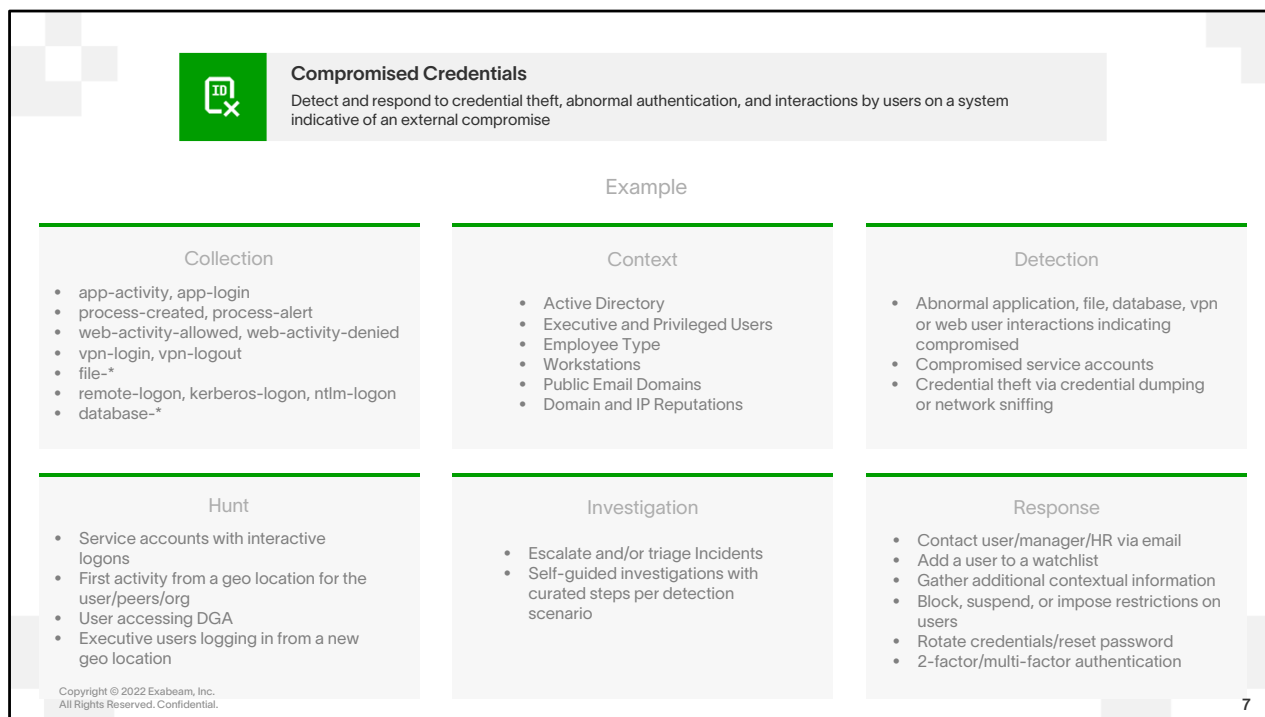 ID
Compromised Credentials
Detect and respond to credential theft, abnormal authentication, and interactions by users on a system
indicative of an external compromise
Example
Collection
• app-activity, app-login
• process-created, process-alert
• web-activity-allowed, web-activity-denied
• vpn-login, vpn-logout
• file-*
• remote-logon, kerberos-logon, ntlm-logon
• database-*
Context
• Active Directory
• Executive and Privileged Users
• Employee Type
• Workstations
• Public Email Domains
• Domain and IP Reputations
Detection
• Abnormal application, file, database, vpn
or web user interactions indicating
compromised
• Compromised service accounts
• Credential theft via credential dumping
or network sniffing
Hunt
• Service accounts with interactive
logons
• First activity from a geo location for the
user/peers/org
• User accessing DGA
• Executive users logging in from a new
geo location
Investigation
• Escalate and/or triage Incidents
• Self-guided investigations with
curated steps per detection
scenario
Response
• Contact user/manager/HR via email
• Add a user to a watchlist
• Gather additional contextual information
• Block, suspend, or impose restrictions on
users
• Rotate credentials/reset password
• 2-factor/multi-factor authentication
Copyright © 2022 Exabeam, Inc.
All Rights Reserved. Confidential.
7